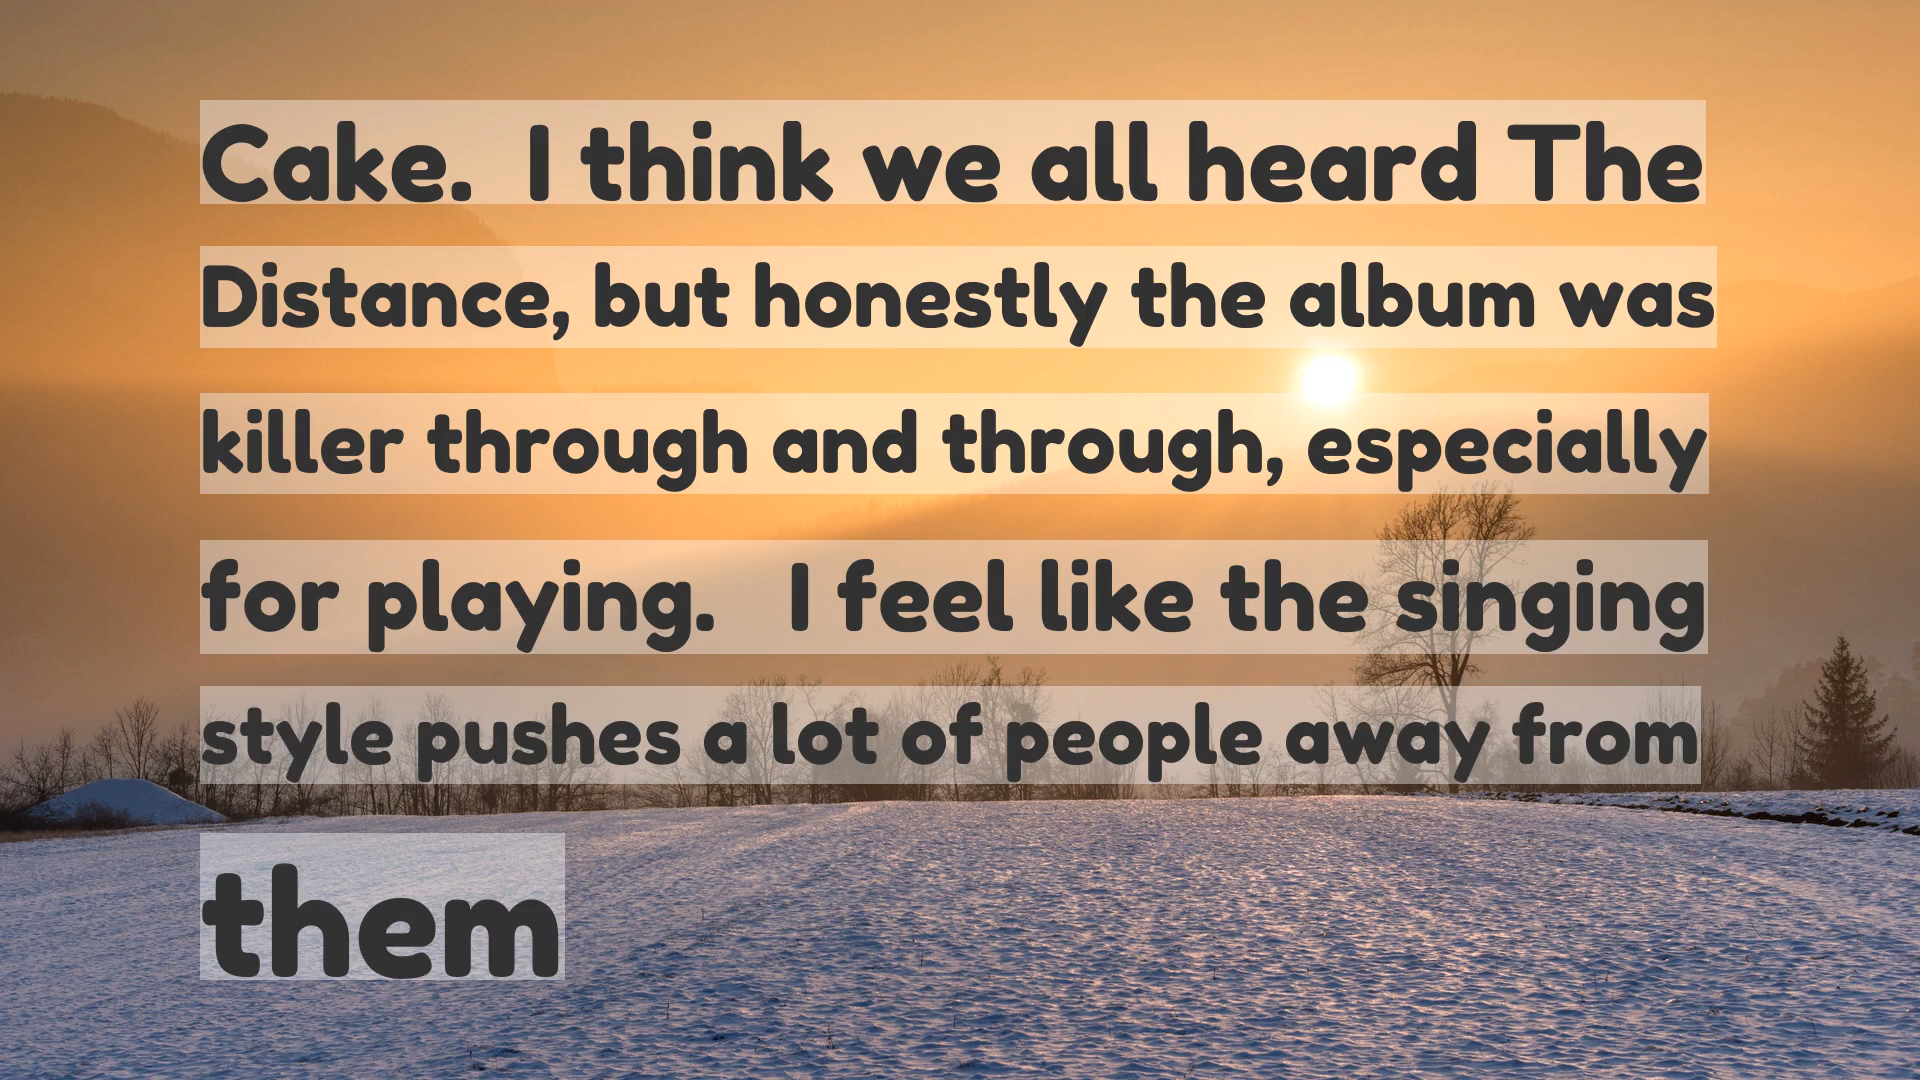 Cake.  I think we all heard The
Distance, but honestly the album was
killer through and through, especially
for playing.   I feel like the singing
style pushes a lot of people away from
them